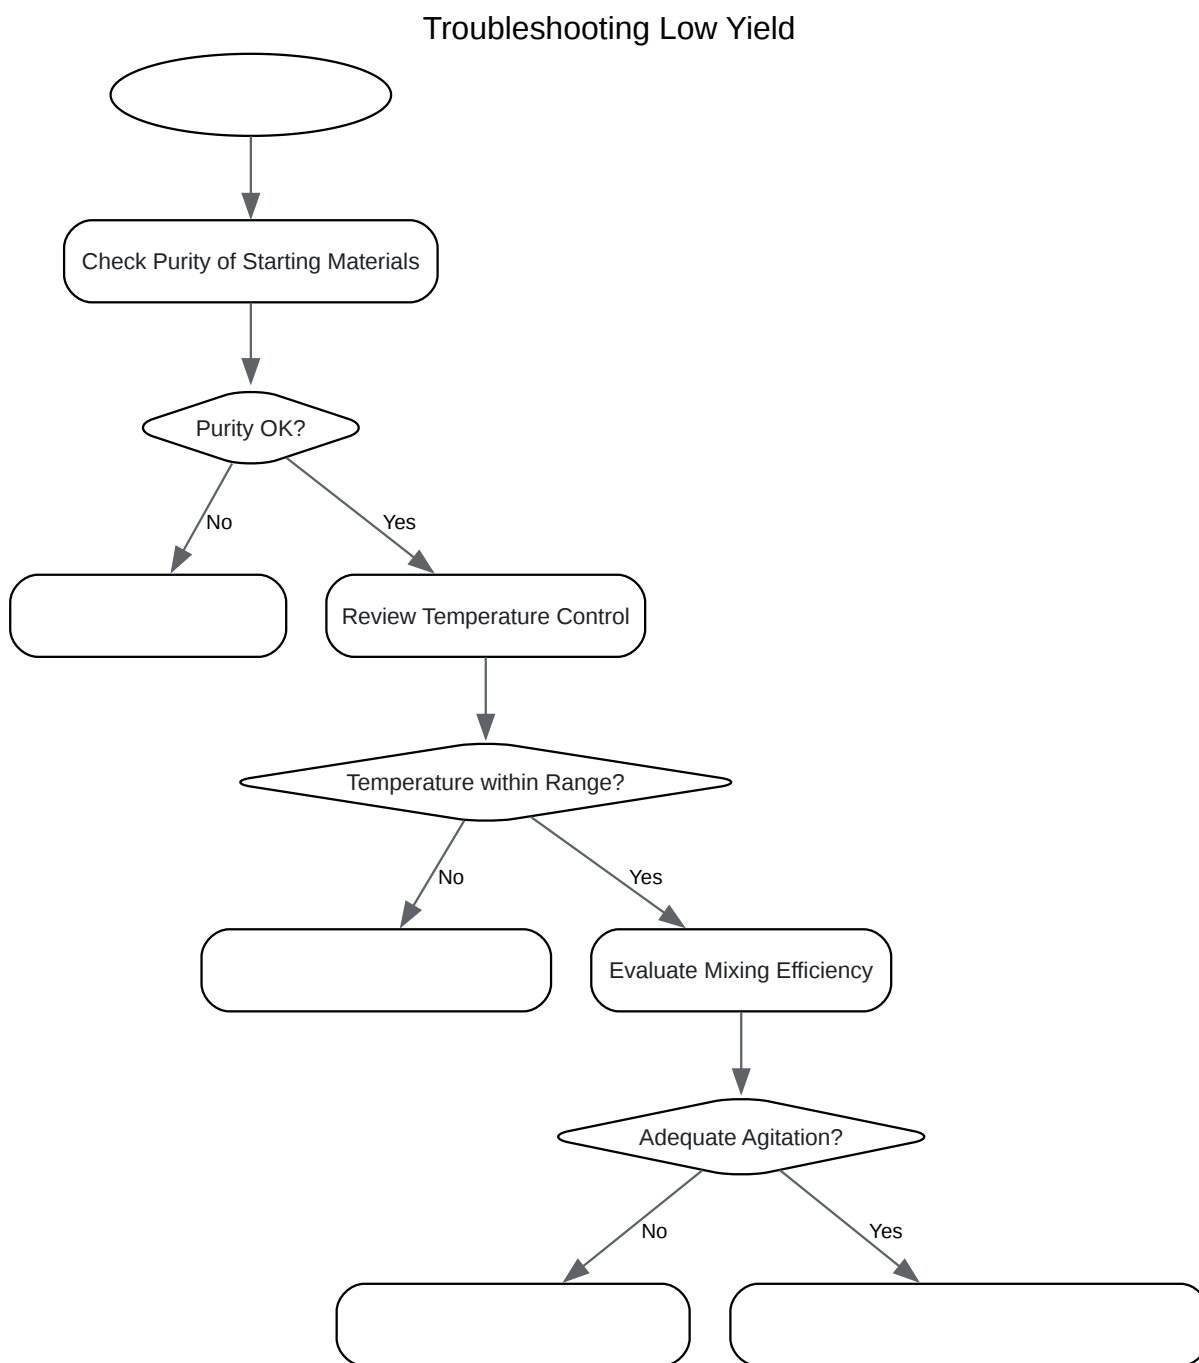 Troubleshooting Low Yield
Check Purity of Starting Materials
Purity OK?
No
Yes
Review Temperature Control
Temperature within Range?
No
Yes
Evaluate Mixing Efficiency
Adequate Agitation?
No
Yes